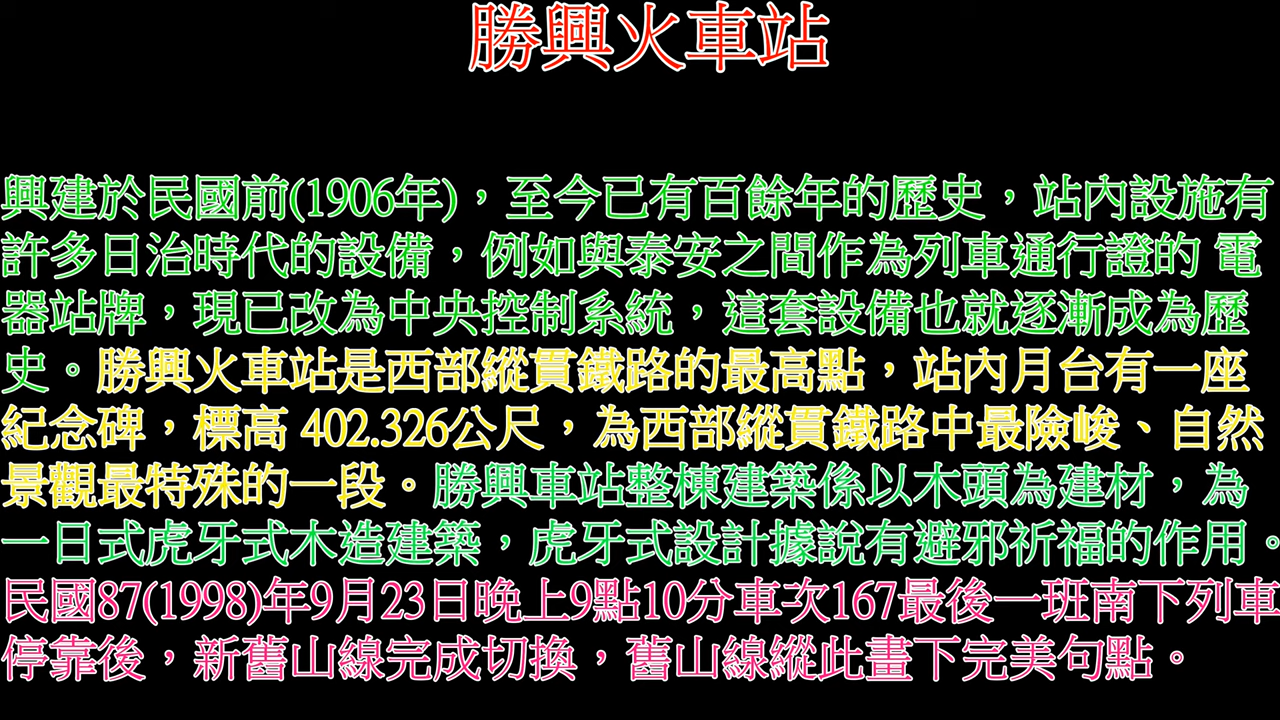 勝興火車站
興建於民國前(1906年)，至今已有百餘年的歷史，站內設施有
許多日治時代的設備，例如與泰安之間作為列車通行證的 電
器站牌，現已改為中央控制系統，這套設備也就逐漸成為歷
史。勝興火車站是西部縱貫鐵路的最高點，站內月台有一座
紀念碑，標高 402.326公尺，為西部縱貫鐵路中最險峻、自然
景觀最特殊的一段。勝興車站整棟建築係以木頭為建材，為
一日式虎牙式木造建築，虎牙式設計據說有避邪祈福的作用。
民國87(1998)年9月23日晚上9點10分車次167最後一班南下列車
停靠後，新舊山線完成切換，舊山線縱此畫下完美句點。